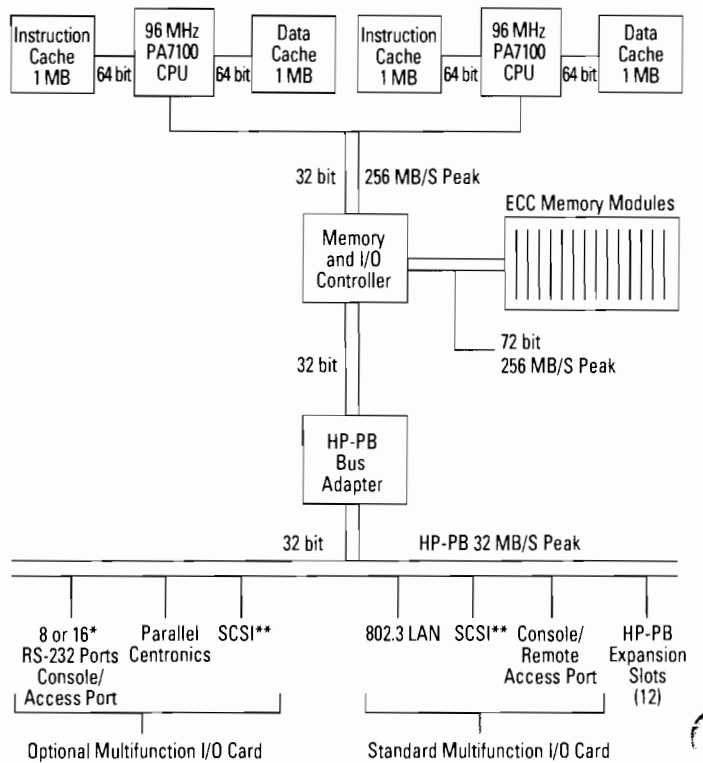 Instruction
Cache
1 MB
64 bit
96 MHz
PA7100
CPU
64 bit
Data
Cache
1 MB
Instruction
Cache
1 MB
64 bit
96 MHz
PA7100
CPU
64 bit
Data
Cache
1 MB
32 bit
256 MB/S Peak
ECC Memory Modules
Memory
and I/O
Controller
72 bit
256 MB/S Peak
32 bit
HP-PB
Bus
Adapter
32 bit
HP-PB 32 MB/S Peak
8 or 16*
RS-232 Ports
Console/
Access Port
Parallel
Centronics
SCSI**
802.3 LAN
SCSI**
Console/
Remote
Access Port
HP-PB
Expansion
Slots
(12)
Optional Multifunction I/O Card
Standard Multifunction I/O Card